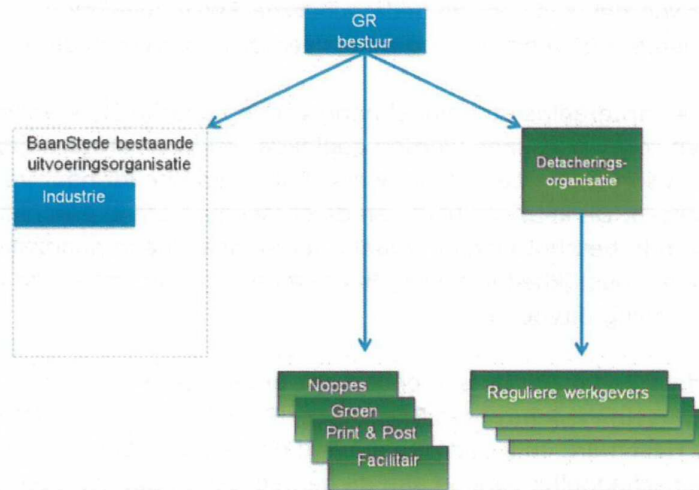 GR
bestuur
BaanStede bestaande
uitvoeringsorganisatie
Industrie
Detacherings-
organisatie
Noppes
Groen
Print & Post
Facilitair
Reguliere werkgevers